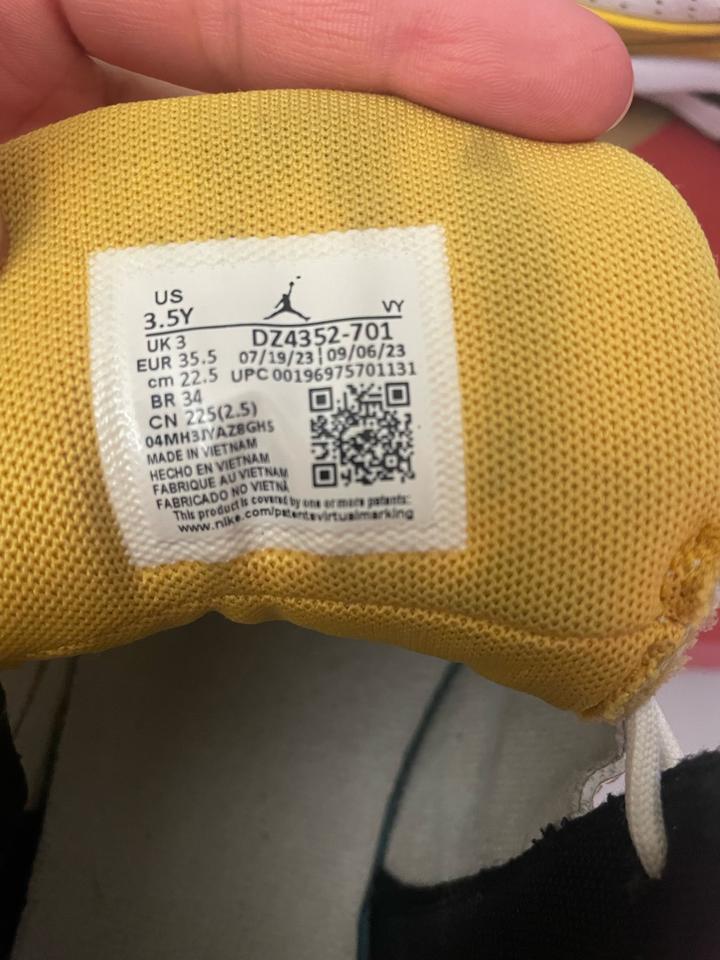 US
3.5Y VY
UK 3 DZ4352-701
EUR 35.5 07/19/23 | 09/06/23
cm 22.5 UPC 00196975701131
BR 34
CN 225(2.5)
MADE IN VIETNAM
HECHO EN VIETNAM
FABRIQUE AU VIETNAM
FABRICADO NO VIETNÃ
This product is covered by one or more patents:
www.nike.com/patentsvirtualmarking